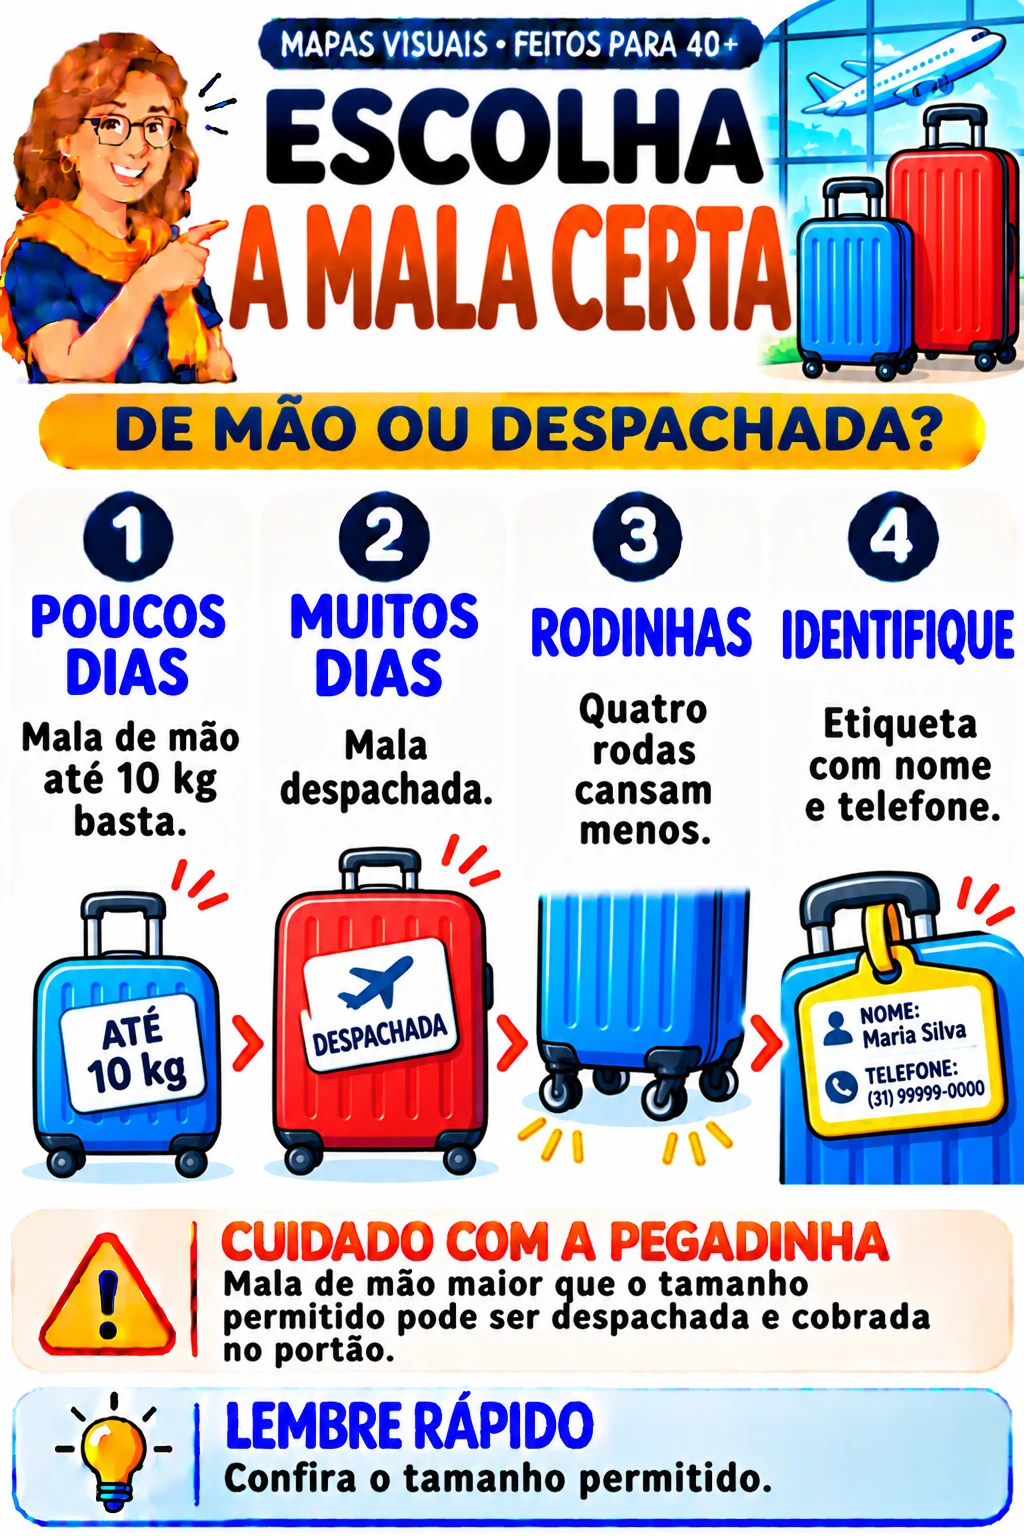 MAPAS VISUAIS • FEITOS PARA 40+
ESCOLHA
A MALA CERTA
DE MÃO OU DESPACHADA?
1
POUCOS
DIAS
Mala de mão
até 10 kg
basta.
ATÉ
10 kg
2
MUITOS
DIAS
Mala
despachada.
DESPACHADA
3
RODINHAS
Quatro
rodas
cansam
menos.
4
IDENTIFIQUE
Etiqueta
com nome
e telefone.
NOME:
Maria Silva
TELEFONE:
(31) 99999-0000
CUIDADO COM A PEGADINHA
Mala de mão maior que o tamanho
permitido pode ser despachada e cobrada
no portão.
LEMBRE RÁPIDO
Confira o tamanho permitido.